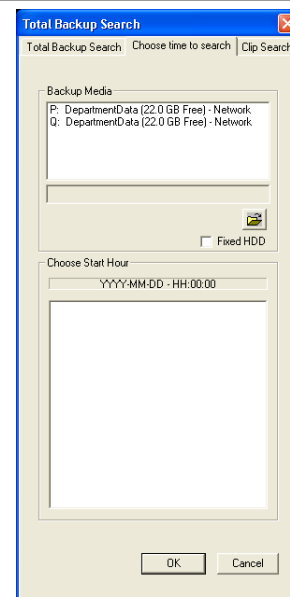 Total Backup Search
Total Backup Search Choose time to search Clip Search
Backup Media
P: DepartmentData (22.0 GB Free) - Network
Q: DepartmentData (22.0 GB Free) - Network
Fixed HDD
Choose Start Hour
YYYY-MM-DD - HH:00:00
OK Cancel